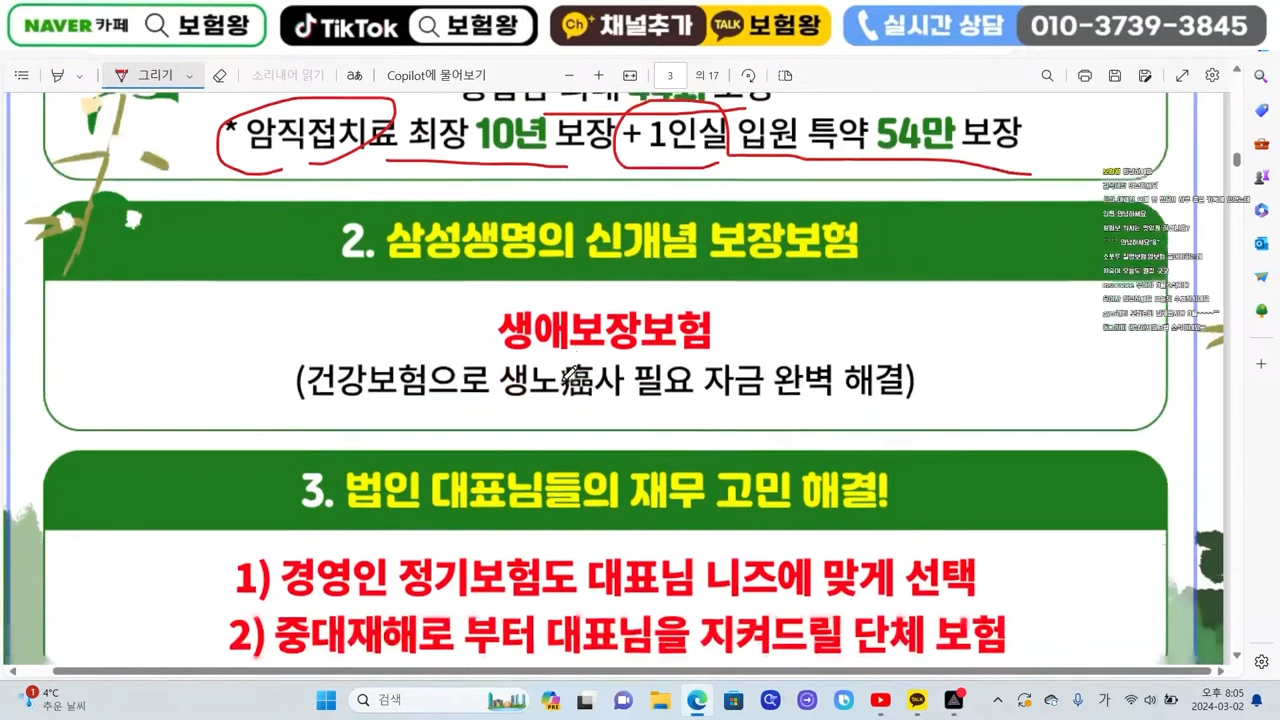 NAVER 카페 보험왕 TikTok 보험왕 Ch+ 채널추가 TALK 보험왕 실시간 상담 010-3739-3845
그리기 소리내어 읽기 aあ Copilot에 물어보기 3 의 17
* 암직접치료 최장 10년 보장 + 1인실 입원 특약 54만 보장
2. 삼성생명의 신개념 보장보험
생애보장보험
(건강보험으로 생노癌사 필요 자금 완벽 해결)
3. 법인 대표님들의 재무 고민 해결!
1) 경영인 정기보험도 대표님 니즈에 맞게 선택
2) 중대재해로 부터 대표님을 지켜드릴 단체 보험
1 4°C 검색 PRE TALK 가 오후 8:05
추운 날씨 2024-03-02